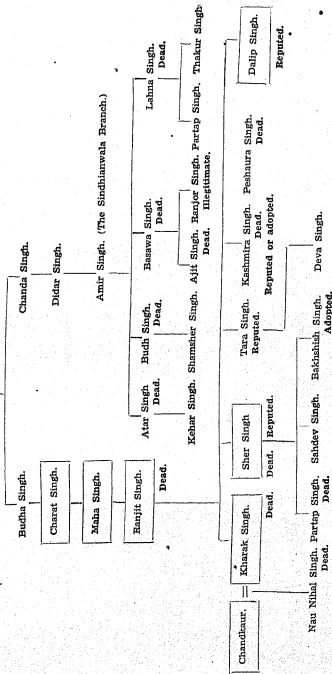 Budha Singh. Chanda Singh.
Charat Singh. Didar Singh.
Maha Singh. Amir Singh. (The Sindhianwala Branch.)
Ranjit Singh. Atar Singh Budh Singh. Basawa Singh. Lahna Singh.
Dead. Dead. Dead. Dead. Dead.
Kehar Singh. Shamsher Singh. Ajit Singh. Ranjor Singh. Partap Singh. Thakur Singh
Dead. Illegitimate.
Chandkaur. = Kharak Singh. Sher Singh Tara Singh. Kashmira Singh. Peshaura Singh. Dalip Singh.
Dead. Dead. Reputed. Reputed Dead. Dead. Reputed.
Reputed or adopted.
Nau Nihal Singh. Partap Singh. Sahdev Singh. Bakhshish Singh. Deva Singh.
Dead. Dead. Adopted.